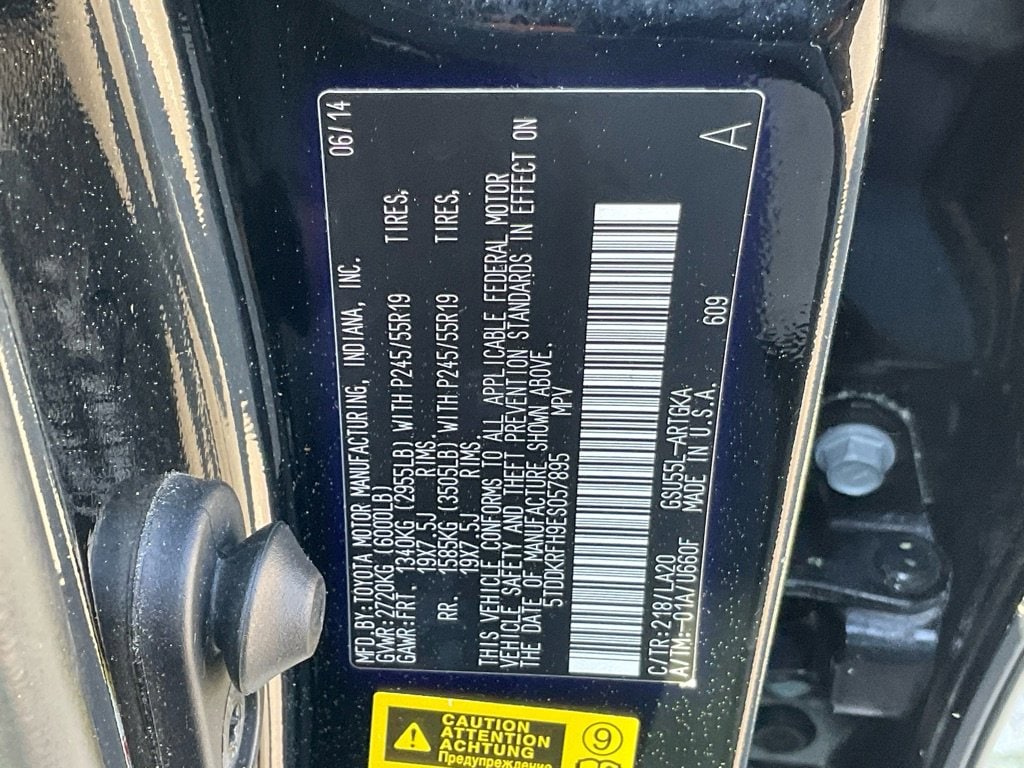 06/14
MFD.BY:TOYOTA MOTOR MANUFACTURING, INDIANA, INC.
GVWR:2720KG (6000LB)
GAWR:FRT. 1340KG (2955LB) WITH P245/55R19 TIRES,
19X7.5J RIMS.
RR. 1585KG (3505LB) WITH P245/55R19 TIRES,
19X7.5J RIMS.
THIS VEHICLE CONFORMS TO ALL APPLICABLE FEDERAL MOTOR
VEHICLE SAFETY AND THEFT PREVENTION STANDARDS IN EFFECT ON
THE DATE OF MANUFACTURE SHOWN ABOVE.
5TDDKRFH9ES057895 MPV
C/TR:218/LA20 GSU55L-ARTGKA 609
A/TM:-01A/U660F MADE IN U.S.A.
A
CAUTION
ATTENTION
ACHTUNG
Предупреждение
9